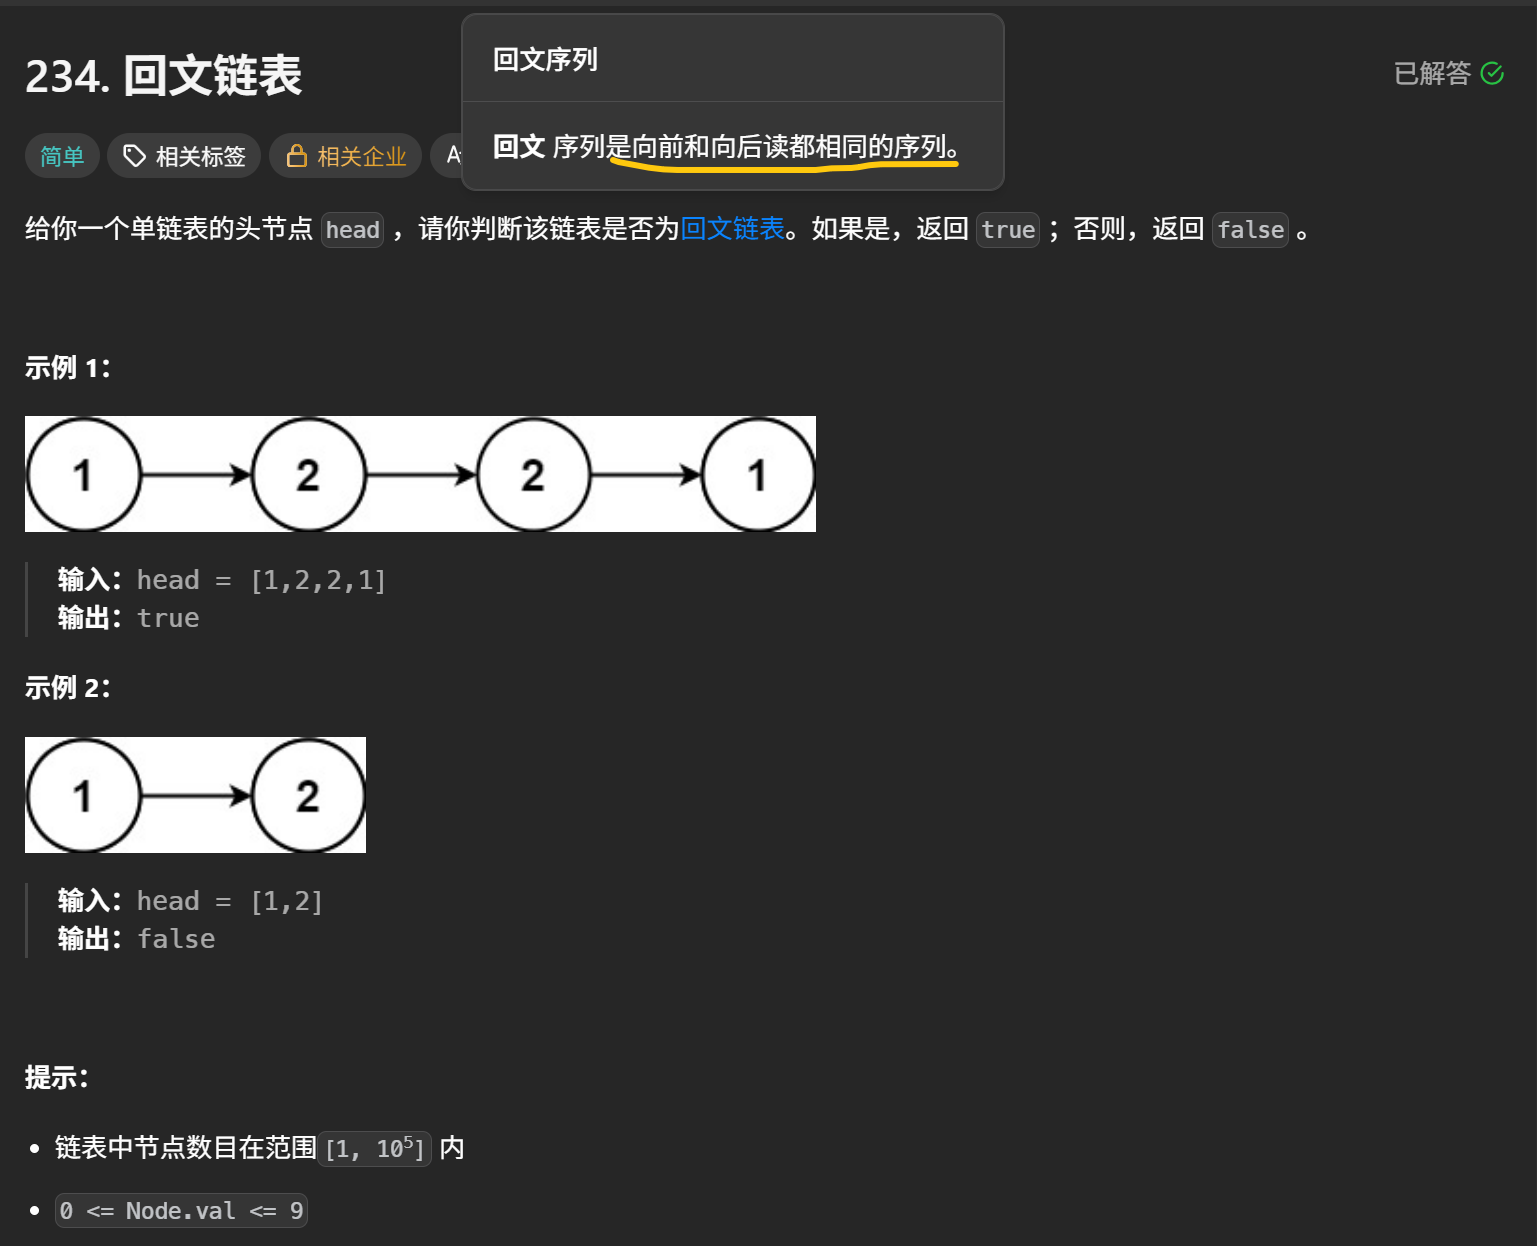 回文序列
回文 序列是向前和向后读都相同的序列。
234. 回文链表
已解答
简单
相关标签
相关企业
A
给你一个单链表的头节点 head ，请你判断该链表是否为回文链表。如果是，返回 true ；否则，返回 false 。
示例 1：
1 2 2 1
输入：head = [1,2,2,1]
输出：true
示例 2：
1 2
输入：head = [1,2]
输出：false
提示：
• 链表中节点数目在范围[1, 10⁵] 内
• 0 <= Node.val <= 9